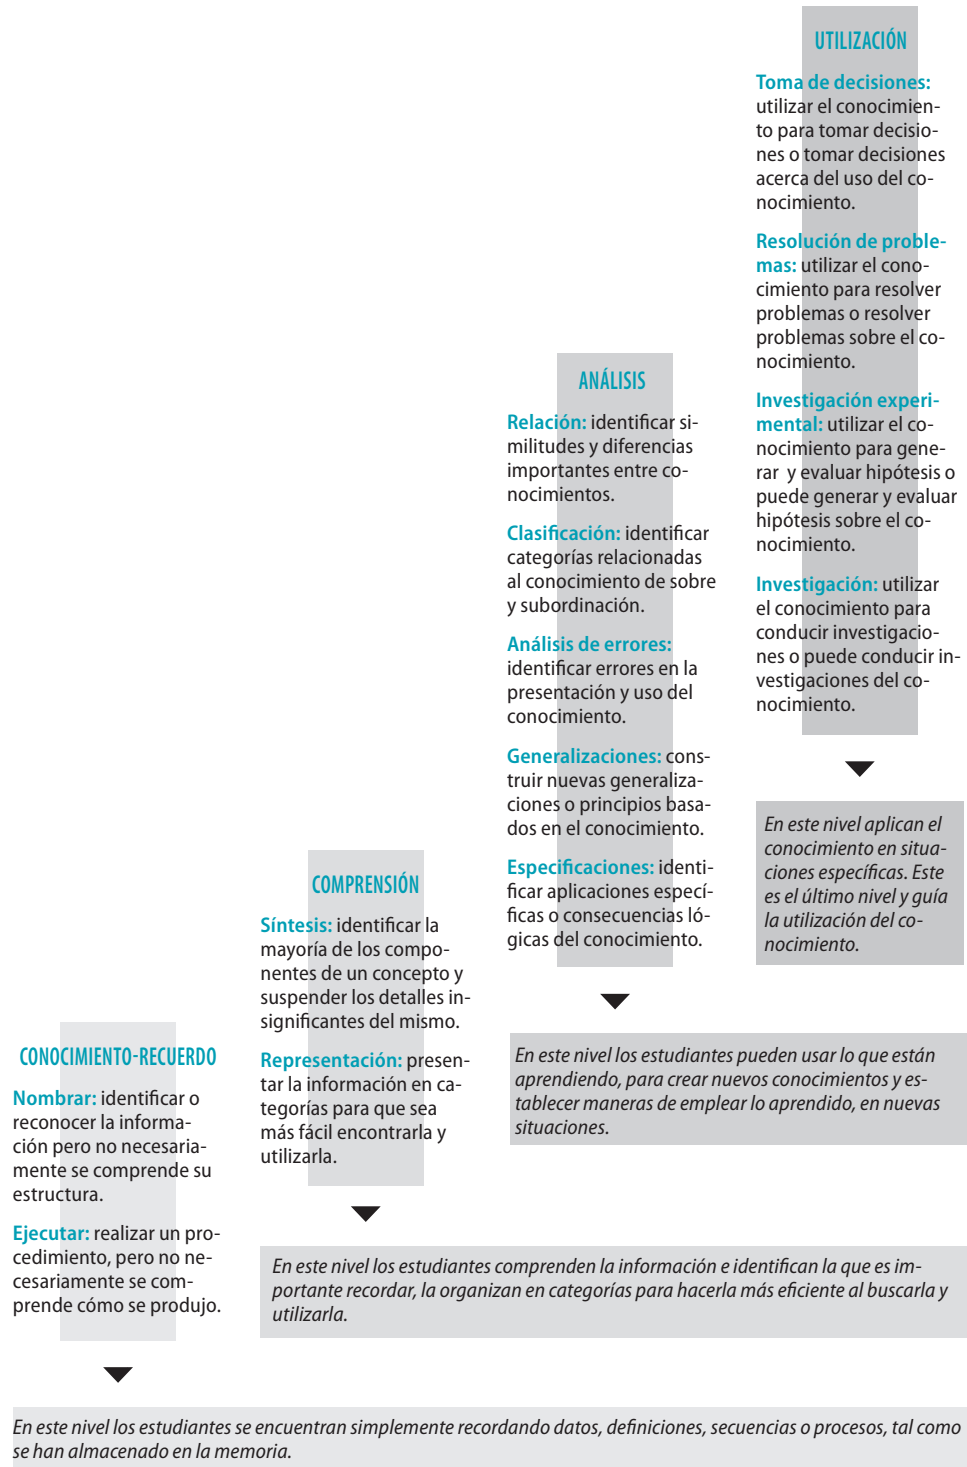 UTILIZACIÓN
Toma de decisiones:
utilizar el conocimien-
to para tomar decisio-
nes o tomar decisiones
acerca del uso del co-
nocimiento.
Resolución de proble-
mas: utilizar el cono-
cimiento para resolver
problemas o resolver
problemas sobre el co-
nocimiento.
Investigación experi-
mental: utilizar el co-
nocimiento para gene-
rar y evaluar hipótesis o
puede generar y evaluar
hipótesis sobre el co-
nocimiento.
Investigación: utilizar
el conocimiento para
conducir investigacio-
nes o puede conducir in-
vestigaciones del co-
nocimiento.
En este nivel aplican el
conocimiento en situa-
ciones específicas. Este
es el último nivel y guía
la utilización del co-
nocimiento.
ANÁLISIS
Relación: identificar si-
militudes y diferencias
importantes entre co-
nocimientos.
Clasificación: identificar
categorías relacionadas
al conocimiento de sobre
y subordinación.
Análisis de errores:
identificar errores en la
presentación y uso del
conocimiento.
Generalizaciones: cons-
truir nuevas generaliza-
ciones o principios basa-
dos en el conocimiento.
Especificaciones: identi-
ficar aplicaciones especí-
ficas o consecuencias ló-
gicas del conocimiento.
En este nivel los estudiantes pueden usar lo que están
aprendiendo, para crear nuevos conocimientos y es-
tablecer maneras de emplear lo aprendido, en nuevas
situaciones.
COMPRENSIÓN
Síntesis: identificar la
mayoría de los compo-
nentes de un concepto y
suspender los detalles in-
significantes del mismo.
Representación: presen-
tar la información en ca-
tegorías para que sea
más fácil encontrarla y
utilizarla.
En este nivel los estudiantes comprenden la información e identifican la que es im-
portante recordar, la organizan en categorías para hacerla más eficiente al buscarla y
utilizarla.
CONOCIMIENTO-RECUERDO
Nombrar: identificar o
reconocer la informa-
ción pero no necesaria-
mente se comprende su
estructura.
Ejecutar: realizar un pro-
cedimiento, pero no ne-
cesariamente se com-
prende cómo se produjo.
En este nivel los estudiantes se encuentran simplemente recordando datos, definiciones, secuencias o procesos, tal como
se han almacenado en la memoria.